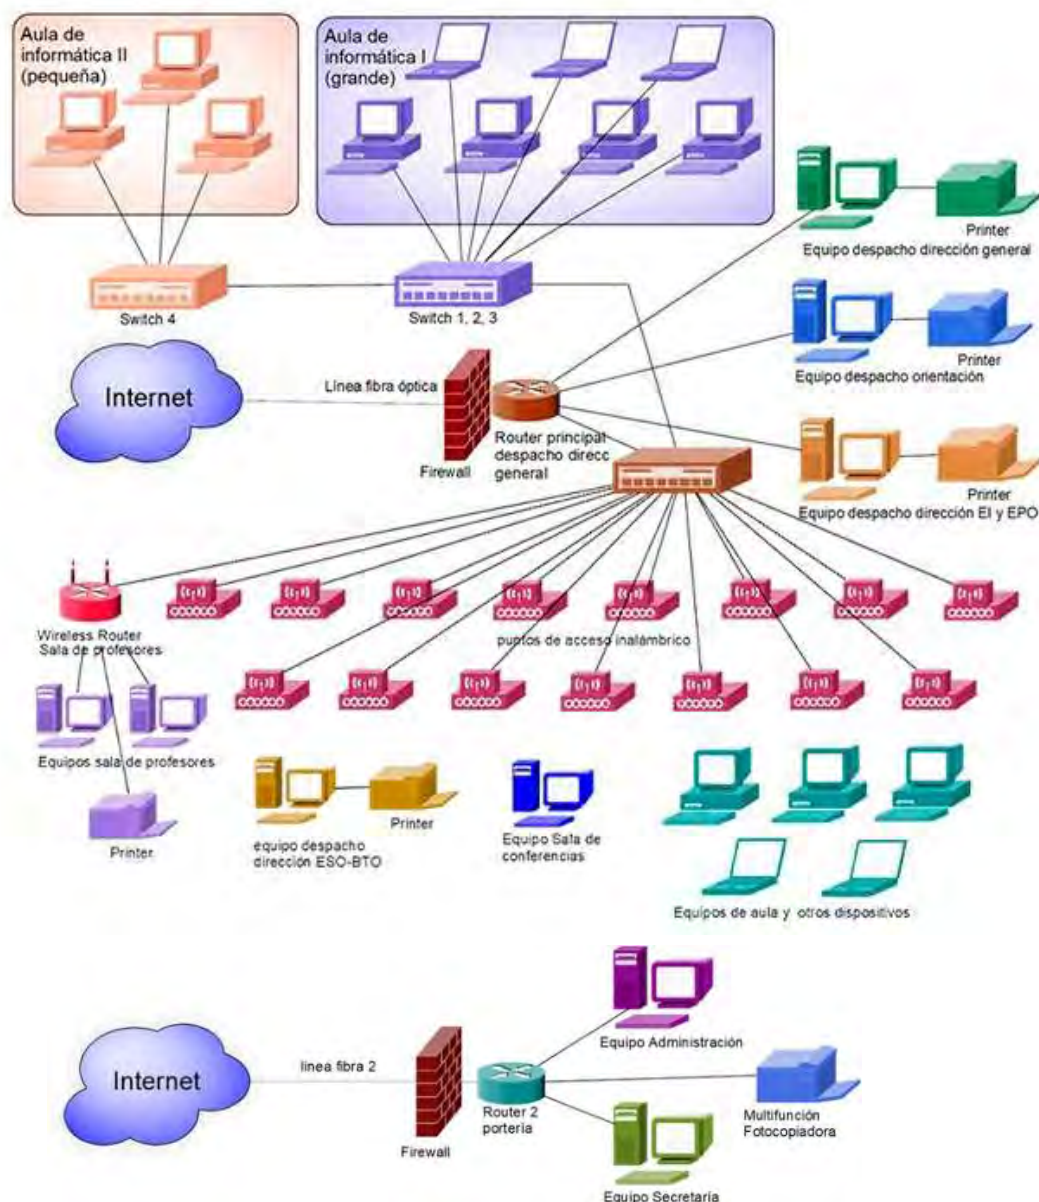 Aula de
informática II
(pequeña)
Aula de
informática I
(grande)
Printer
Equipo despacho dirección general
Switch 4
Switch 1, 2, 3
Printer
Equipo despacho orientación
Internet
Línea fibra óptica
Firewall
Router principal
despacho direcc
general
Printer
Equipo despacho dirección EI y EPO
Wireless Router
Sala de profesores
puntos de acceso inalámbrico
Equipos sala de profesores
Printer
equipo despacho
dirección ESO-BTO
Printer
Equipo Sala de
conferencias
Equipos de aula y otros dispositivos
Internet
linea fibra 2
Firewall
Router 2
portería
Equipo Administración
Multifunción
Fotocopiadora
Equipo Secretaría